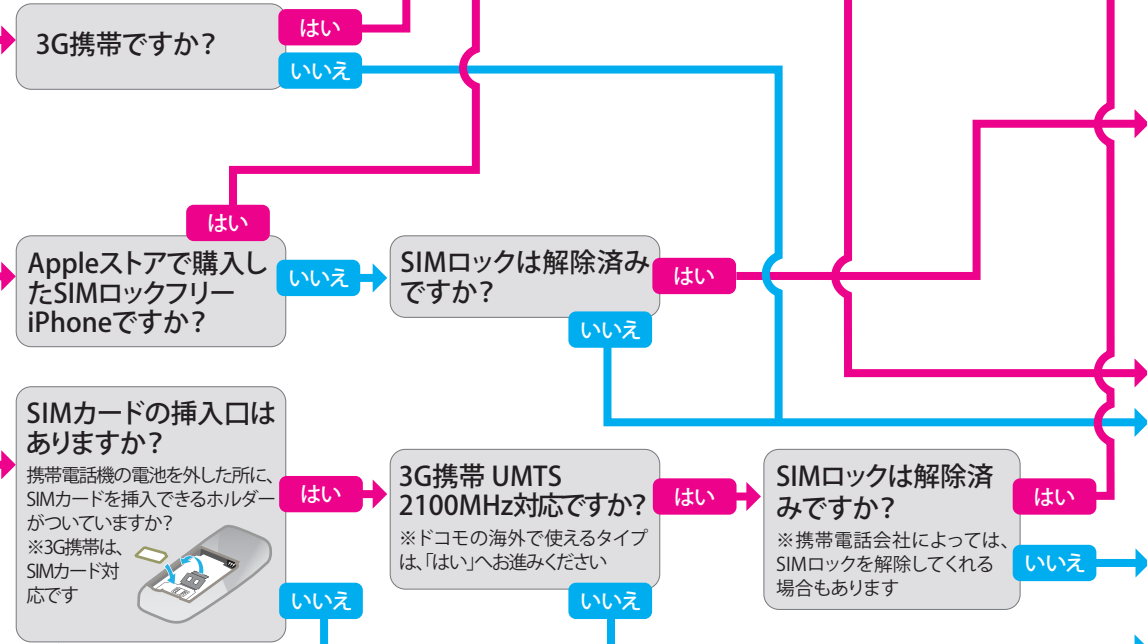 3G携帯ですか？
はい
いいえ
はい
Appleストアで購入し
たSIMロックフリー
iPhoneですか？
いいえ
SIMロックは解除済み
ですか？
はい
いいえ
SIMカードの挿入口は
ありますか？
携帯電話機の電池を外した所に、
SIMカードを挿入できるホルダー
がついていますか？
※3G携帯は、
SIMカード対
応です
はい
いいえ
3G携帯 UMTS
2100MHz対応ですか？
※ドコモの海外で使えるタイプ
は、「はい」へお進みください
はい
いいえ
SIMロックは解除済
みですか？
※携帯電話会社によっては、
SIMロックを解除してくれる
場合もあります
はい
いいえ